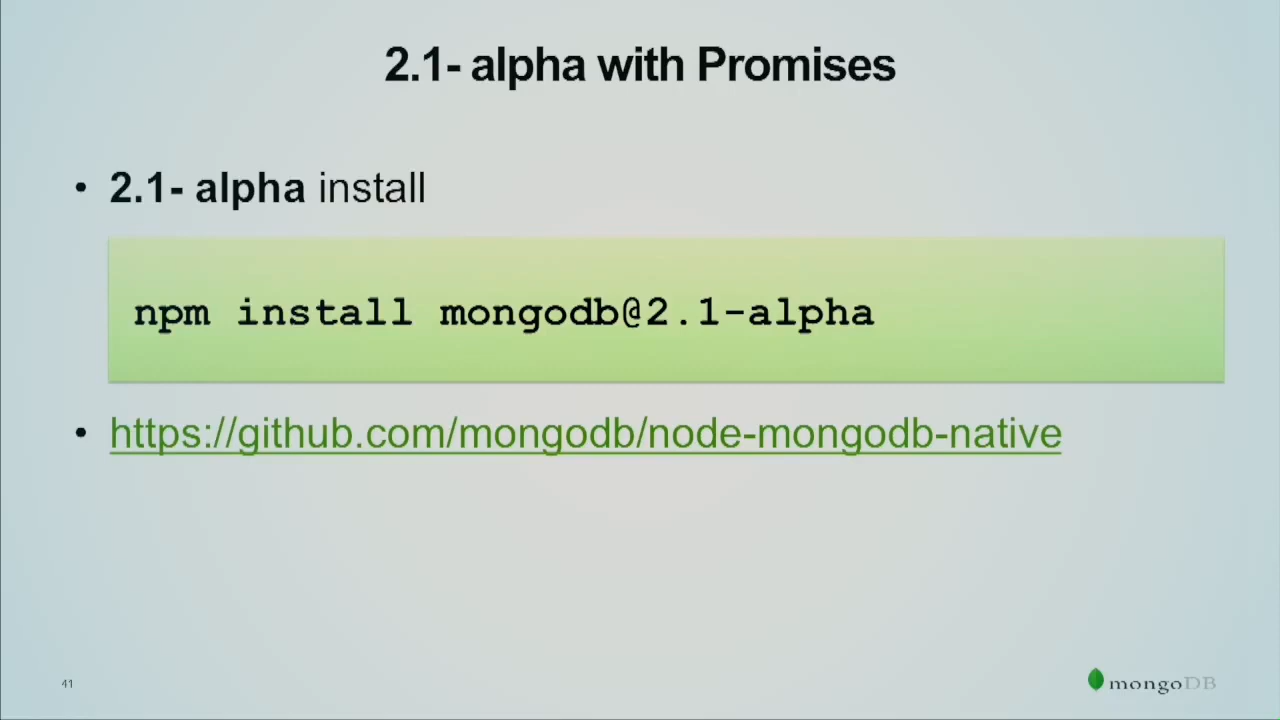 2.1- alpha with Promises
• 2.1- alpha install
npm install mongodb@2.1-alpha
• https://github.com/mongodb/node-mongodb-native
41
mongoDB